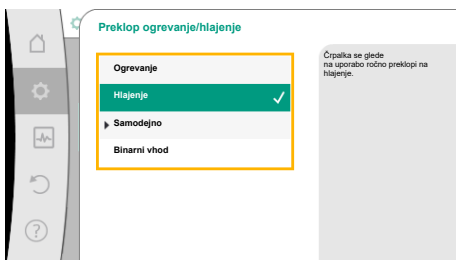 Preklop ogrevanje/hlajenje
Ogrevanje
Hlajenje
Samodejno
Binarni vhod
Črpalka se glede
na uporabo ročno preklopi na
hlajenje.